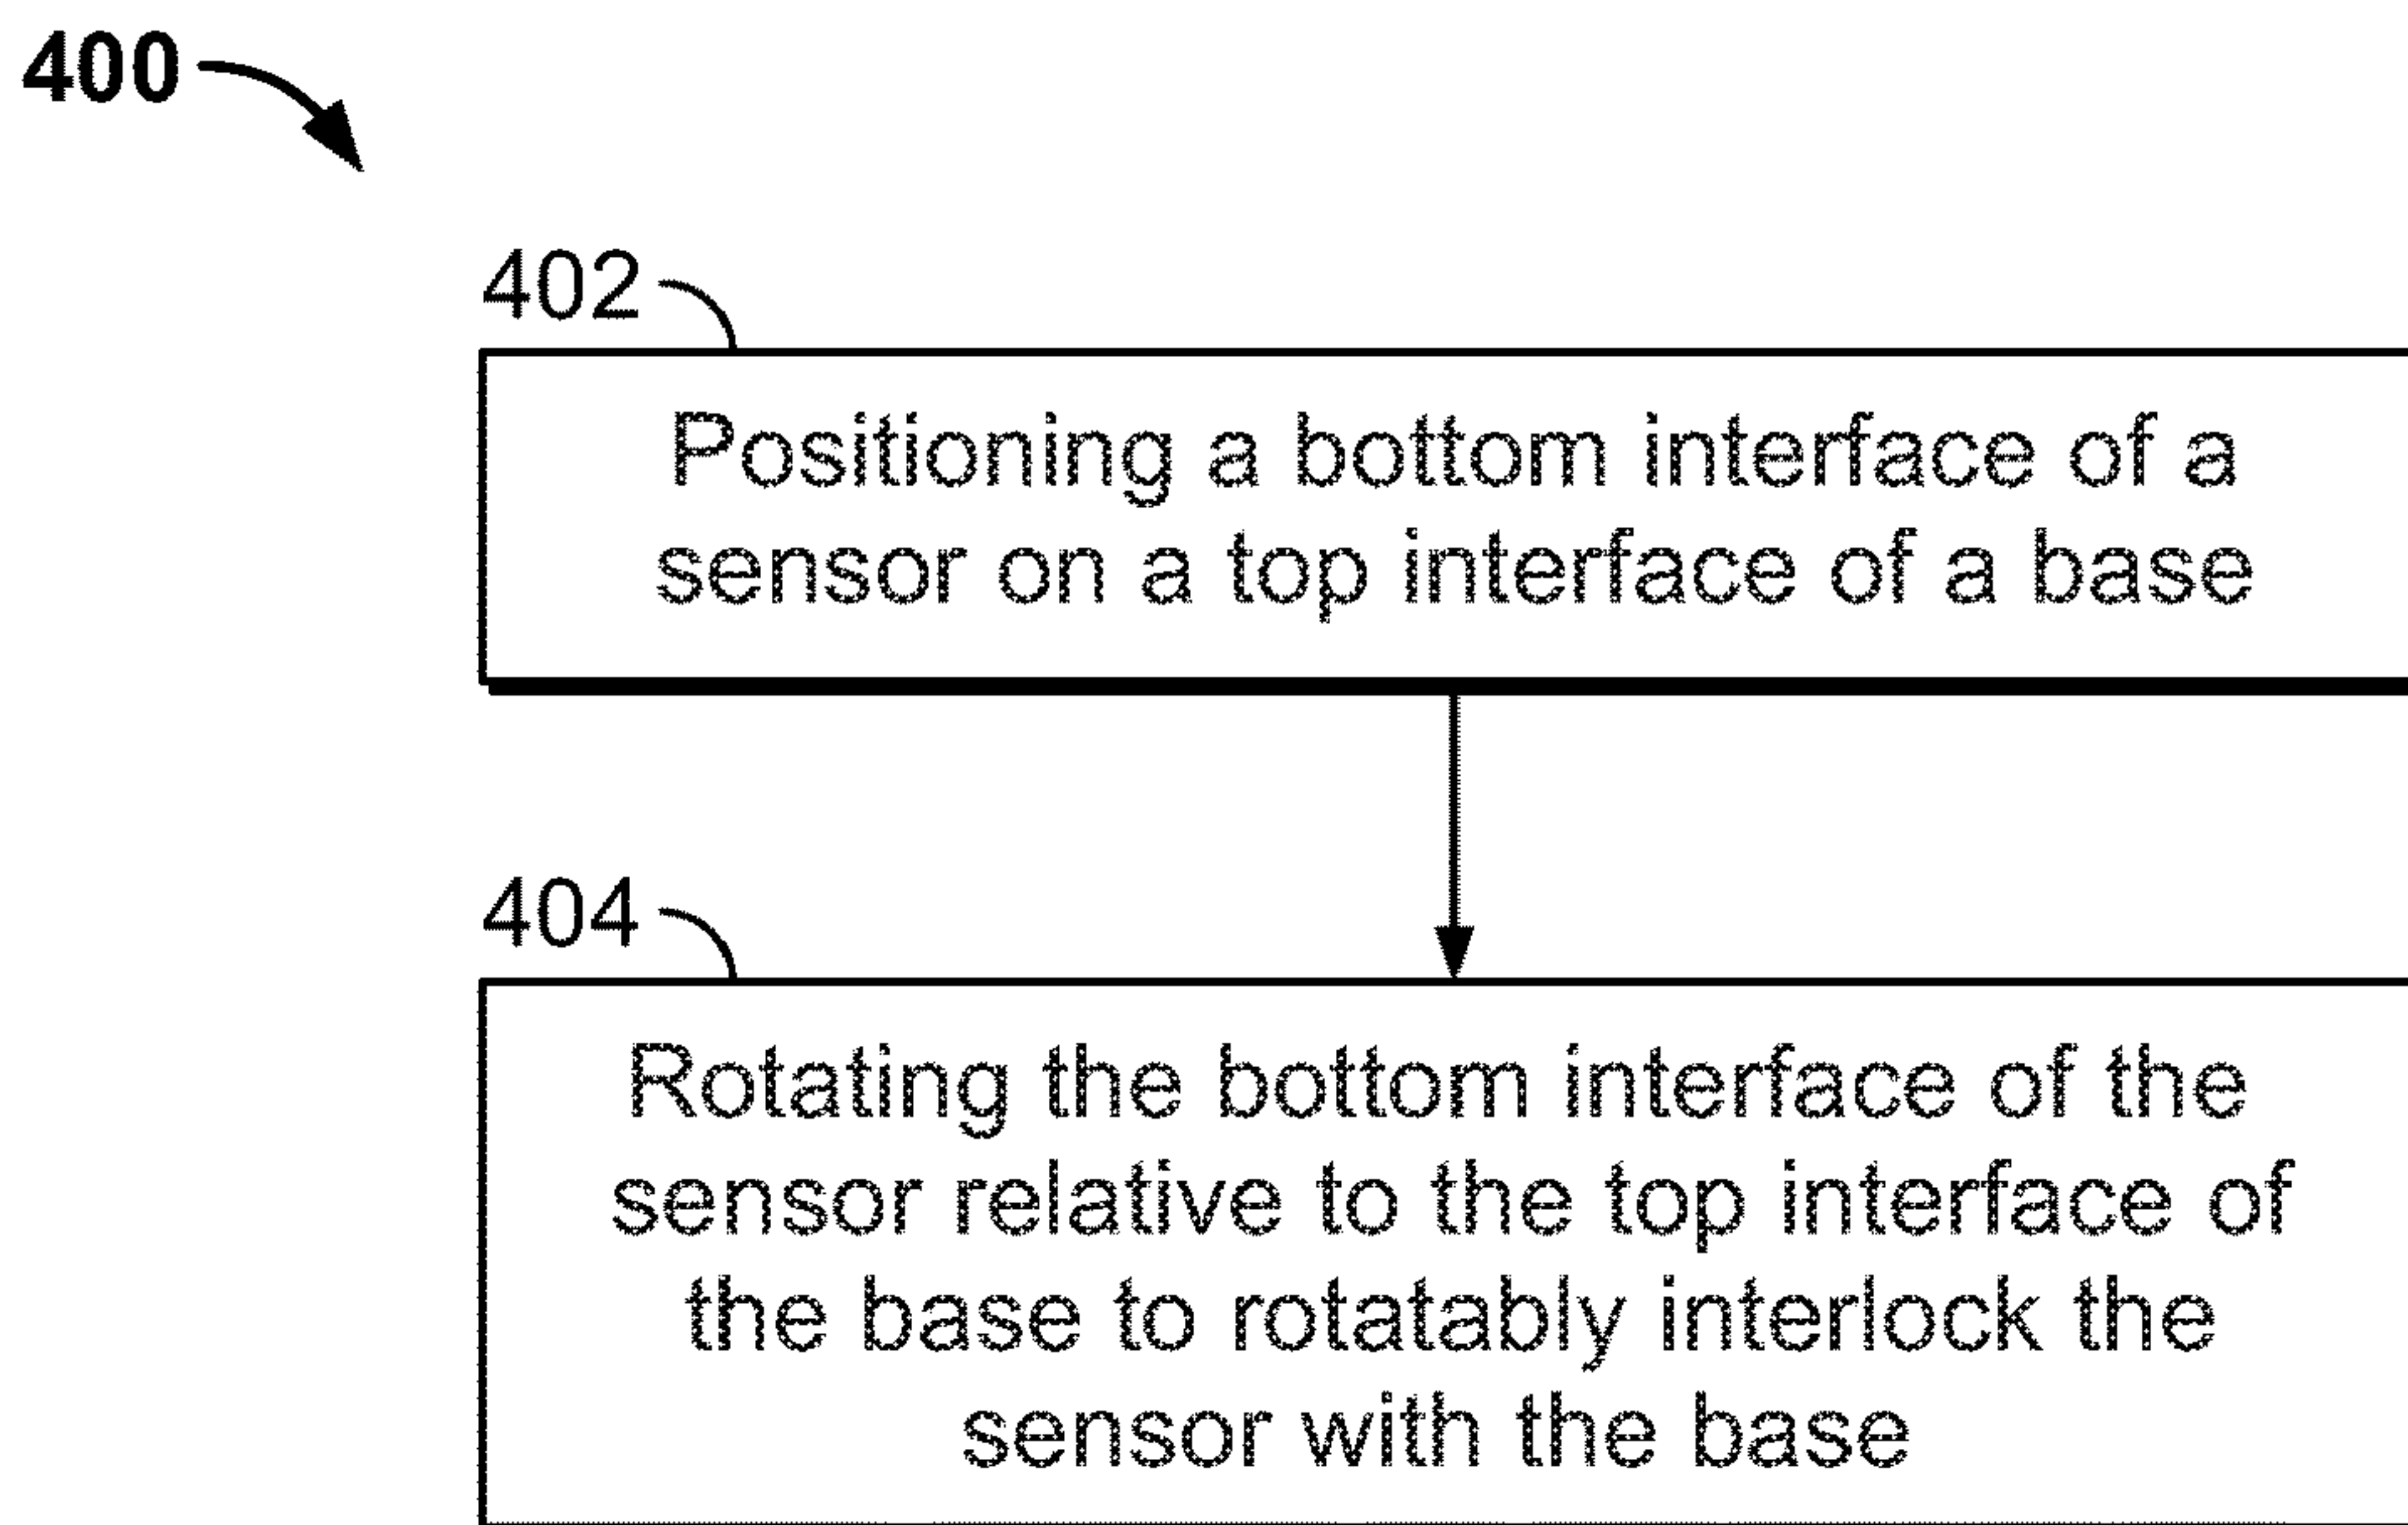 400
402
Positioning a bottom interface of a
sensor on a top interface of a base
404
Rotating the bottom interface of the
sensor relative to the top interface of
the base to rotatably interlock the
sensor with the base